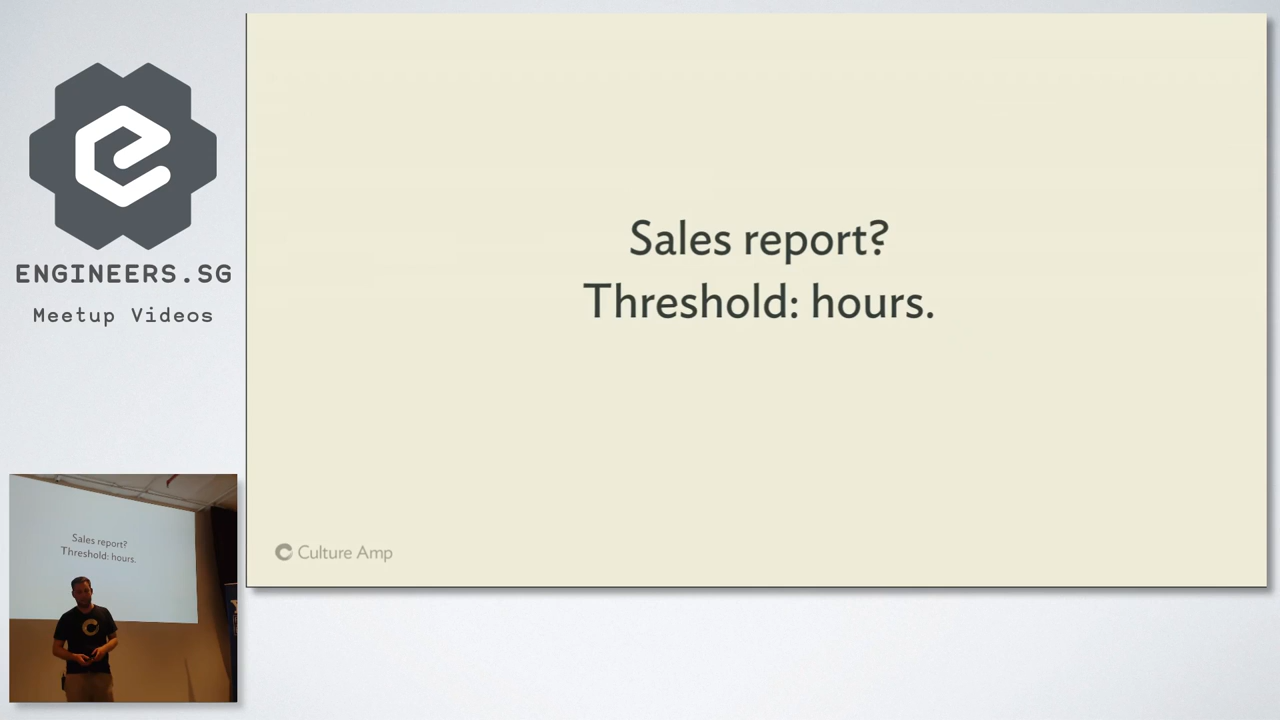 ENGINEERS.SG
Meetup Videos
Sales report?
Threshold: hours.
Culture Amp
Sales report?
Threshold: hours.